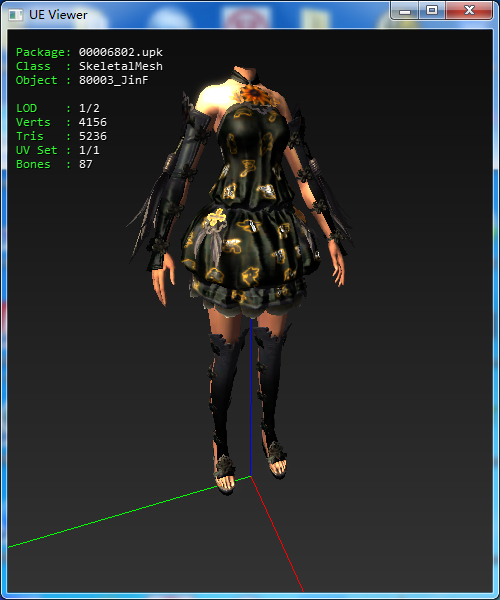 UE Viewer
Package: 00006802.upk
Class : SkeletalMesh
Object : 80003_JinF
LOD : 1/2
Verts : 4156
Tris : 5236
UV Set : 1/1
Bones : 87